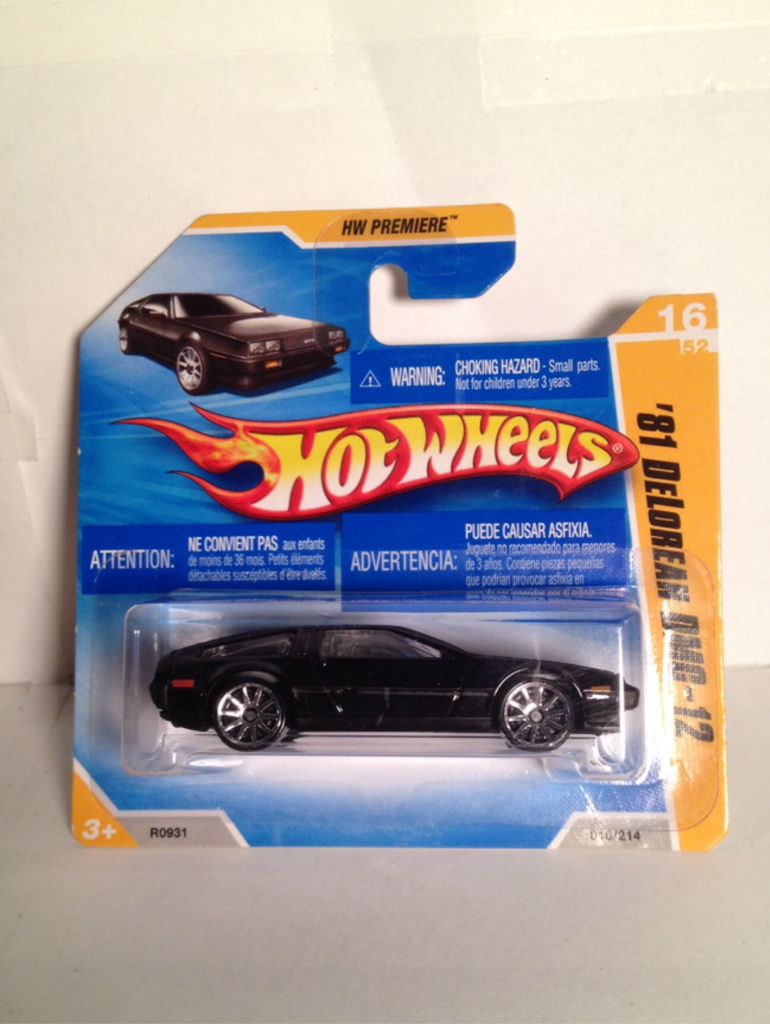 HW PREMIERE™
16
52
⚠ WARNING: CHOKING HAZARD - Small parts.
Not for children under 3 years.
HOT WHEELS®
'81 DELOREAN DMC-12
ATTENTION: NE CONVIENT PAS aux enfants
de moins de 36 mois. Petits éléments
détachables susceptibles d'être avalés.
ADVERTENCIA: PUEDE CAUSAR ASFIXIA.
Juguete no recomendado para menores
de 3 años. Contiene piezas pequeñas
que podrían provocar asfixia en
3+
R0931
016/214